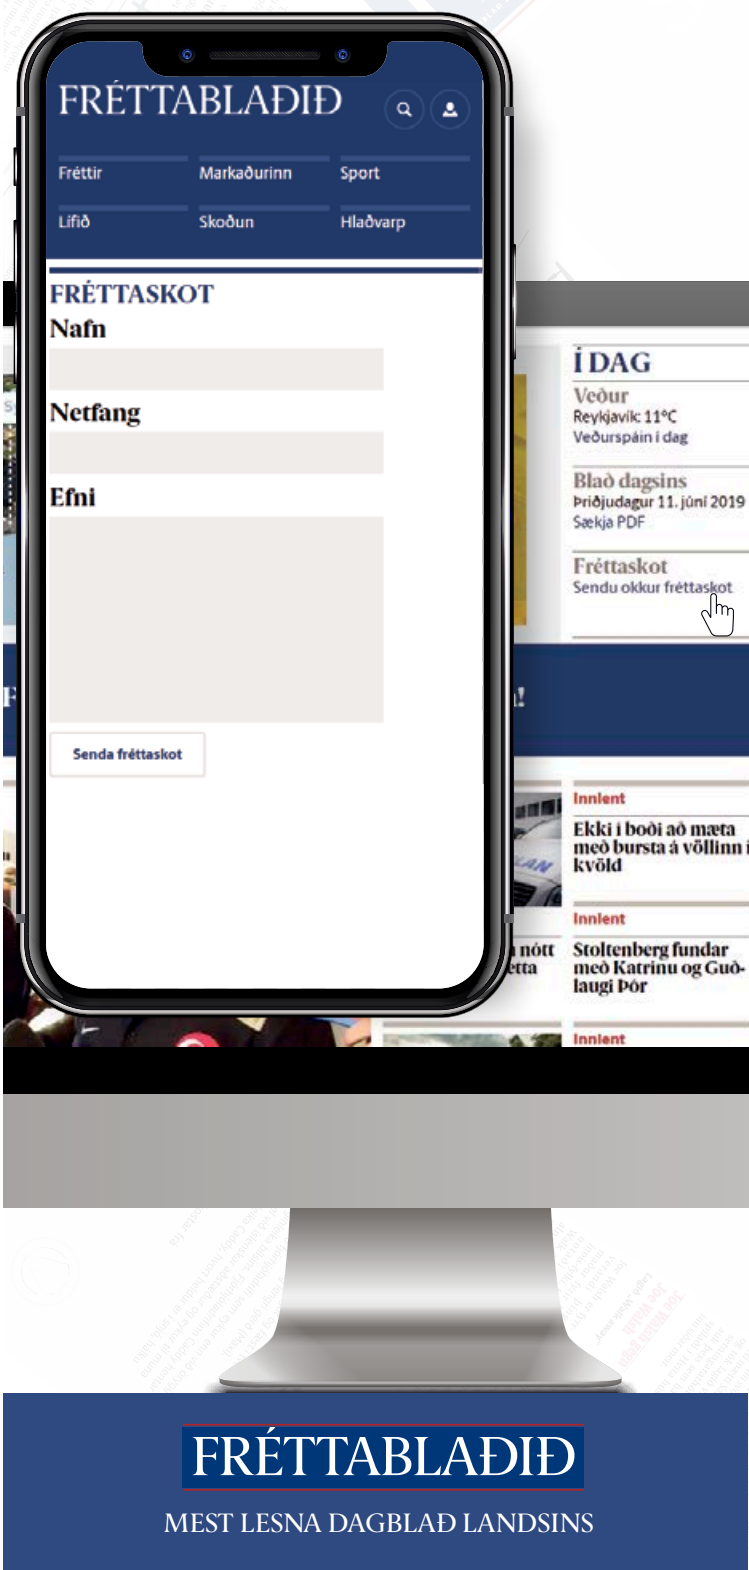 FRÉTTABLAÐIÐ
Fréttir
Markaðurinn
Sport
Lífið
Skoðun
Hlaðvarp
FRÉTTASKOT
Nafn
Netfang
Efni
Senda fréttaskot
Í DAG
Veður
Reykjavík: 11°C
Veðurspáin í dag
Blað dagsins
Þriðjudagur 11. júní 2019
Sækja PDF
Fréttaskot
Sendu okkur fréttaskot
Innlent
Ekki í boði að mæta
með bursta á völlinn í
kvöld
Innlent
nótt
Stoltenberg fundar
með Katrínu og Guð-
laugi Þór
Innlent
FRÉTTABLAÐIÐ
MEST LESNA DAGBLAÐ LANDSINS